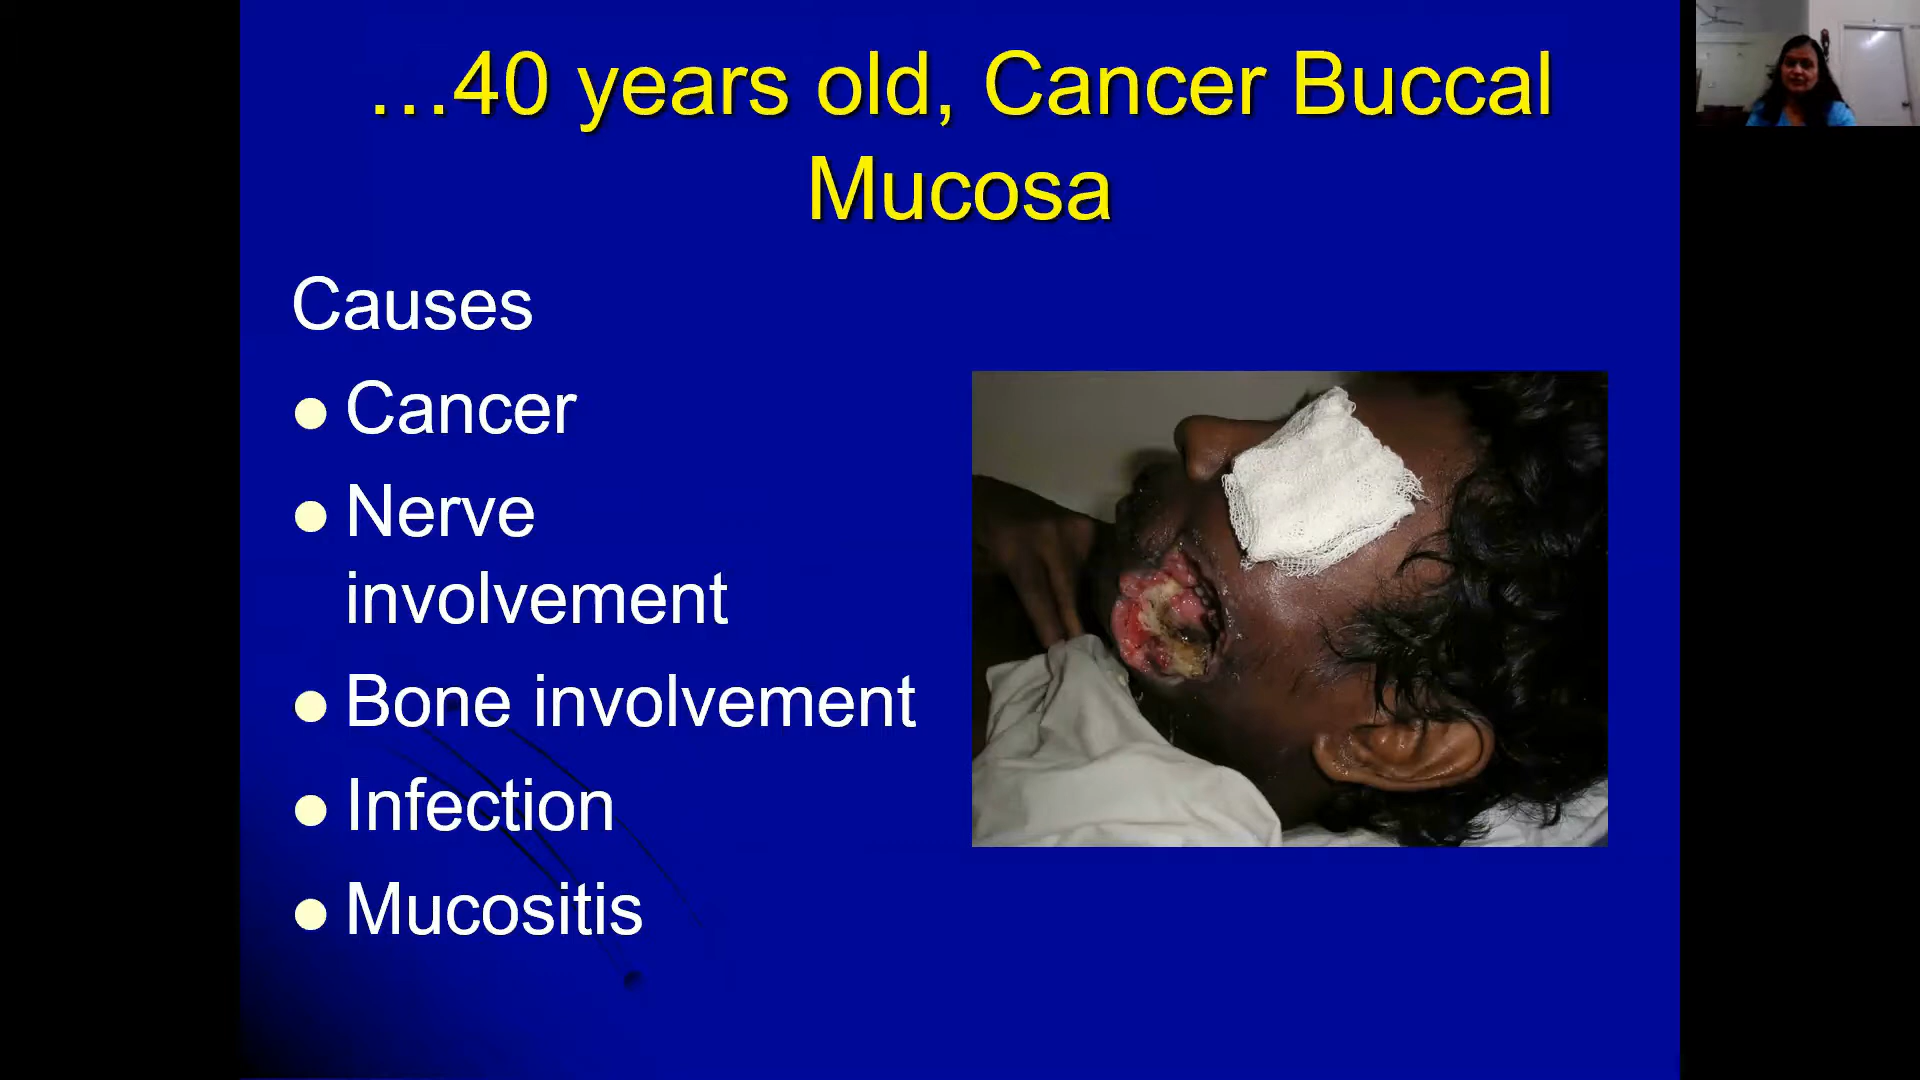 ...40 years old, Cancer Buccal
Mucosa
Causes
● Cancer
● Nerve
involvement
● Bone involvement
● Infection
● Mucositis